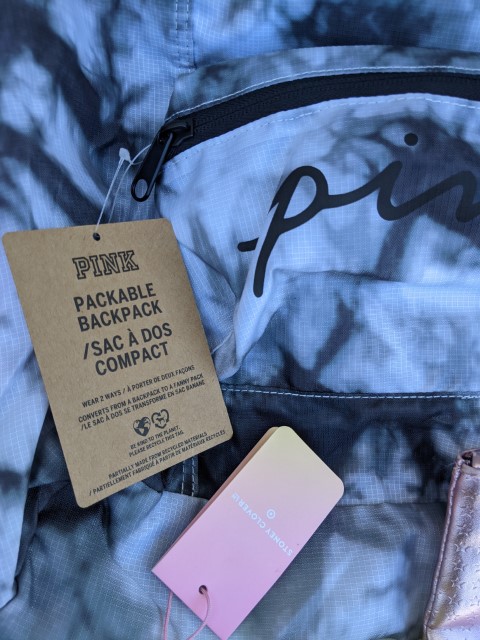 pin
PINK
PACKABLE
BACKPACK
/SAC À DOS
COMPACT
WEAR 2 WAYS / À PORTER DE DEUX FAÇONS
CONVERTS FROM A BACKPACK TO A FANNY PACK
/LE SAC À DOS SE TRANSFORME EN SAC BANANE
BE KIND TO THE PLANET.
PLEASE RECYCLE THIS TAG.
PARTIALLY MADE FROM RECYCLED MATERIALS
/ PARTIELLEMENT FABRIQUÉ À PARTIR DE MATÉRIAUX RECYCLÉS
STONEY CLOVER